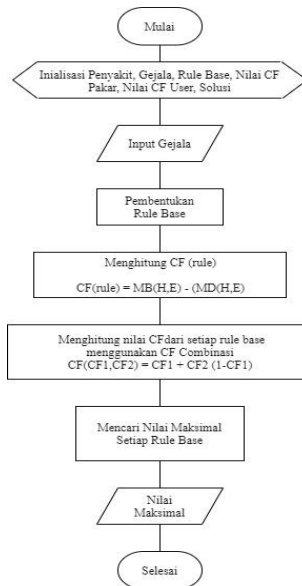 Mulai
Inialisasi Penyakit, Gejala, Rule Base, Nilai CF
Pakar, Nilai CF User, Solusi
Input Gejala
Pembentukan
Rule Base
Menghitung CF (rule)
CF(rule) = MB(H,E) - (MD(H,E)
Menghitung nilai CFdari setiap rule base
menggunakan CF Combinasi
CF(CF1,CF2) = CF1 + CF2 (1-CF1)
Mencari Nilai Maksimal
Setiap Rule Base
Nilai
Maksimal
Selesai